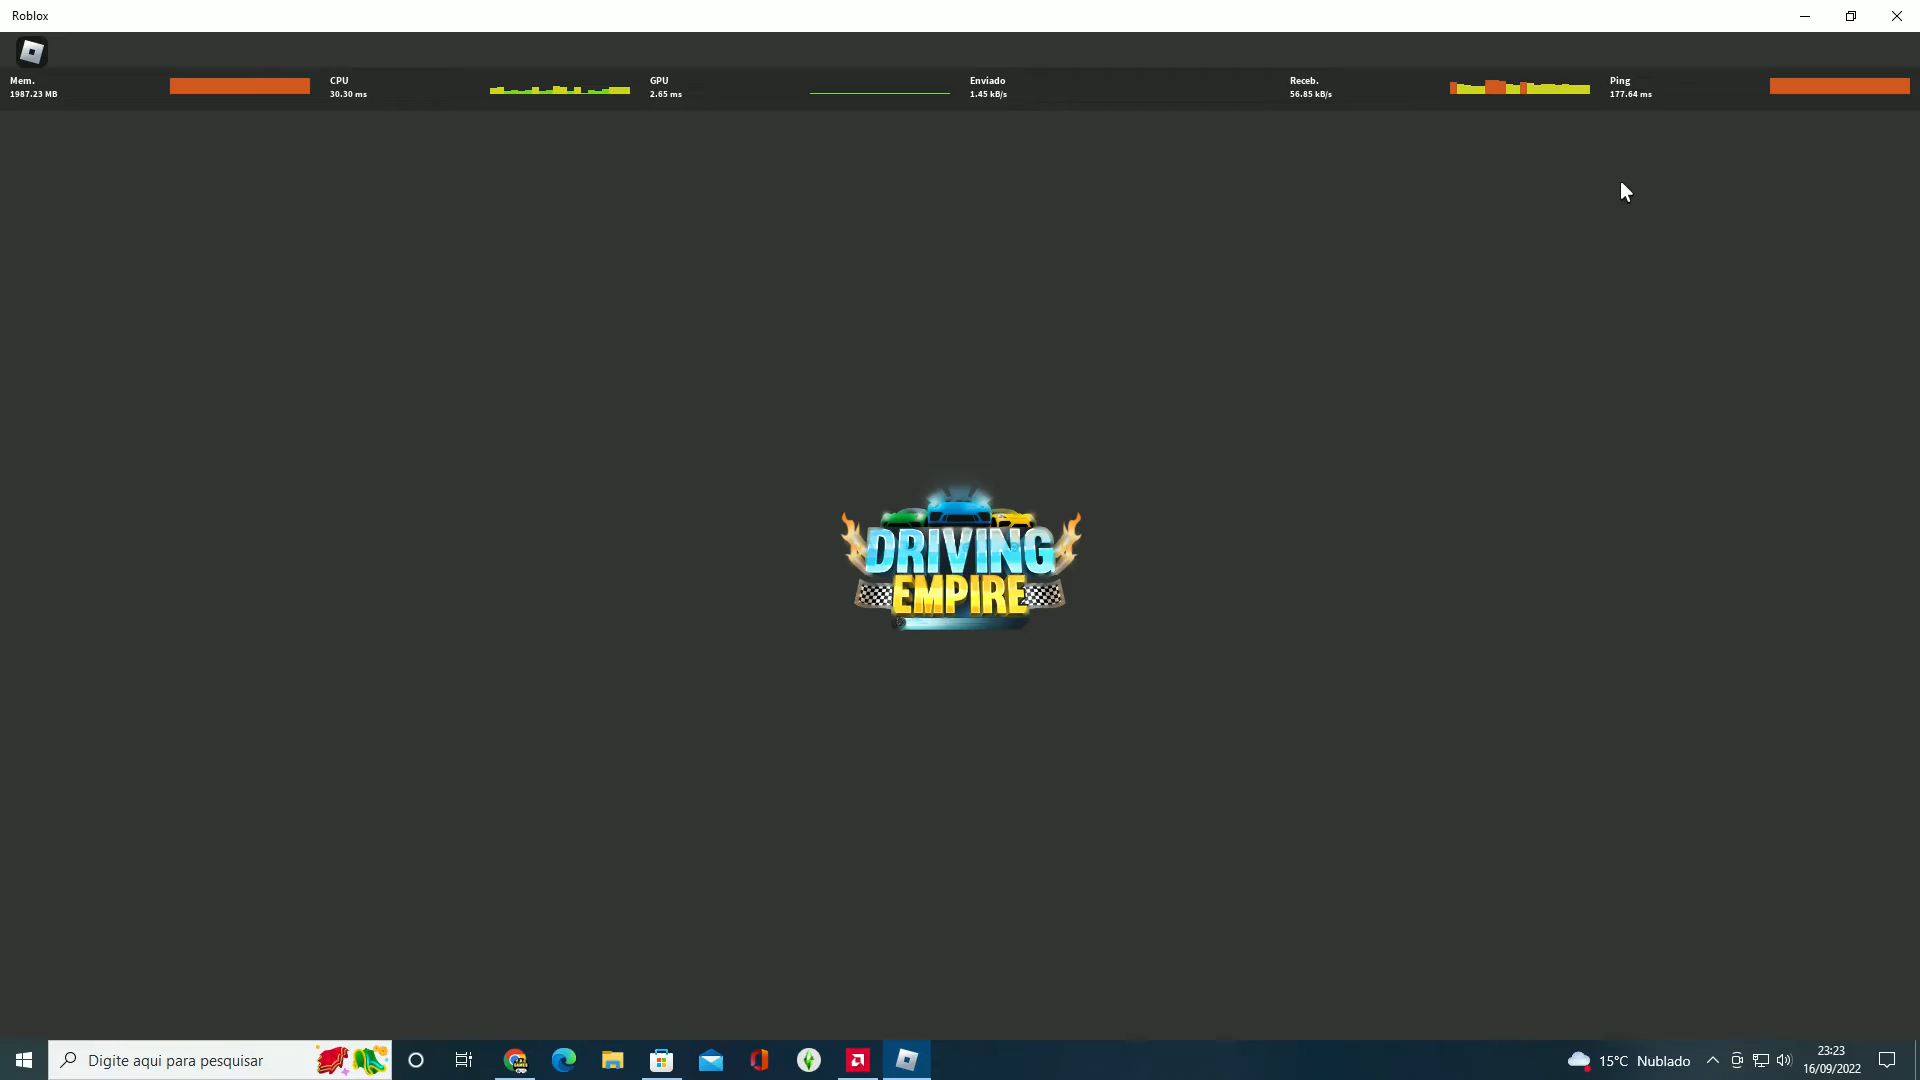 Roblox
Mem.
1987.23 MB
CPU
30.30 ms
GPU
2.65 ms
Enviado
1.45 kB/s
Receb.
56.85 kB/s
Ping
177.64 ms
DRIVING
EMPIRE
Digite aqui para pesquisar
15°C Nublado
23:23
16/09/2022